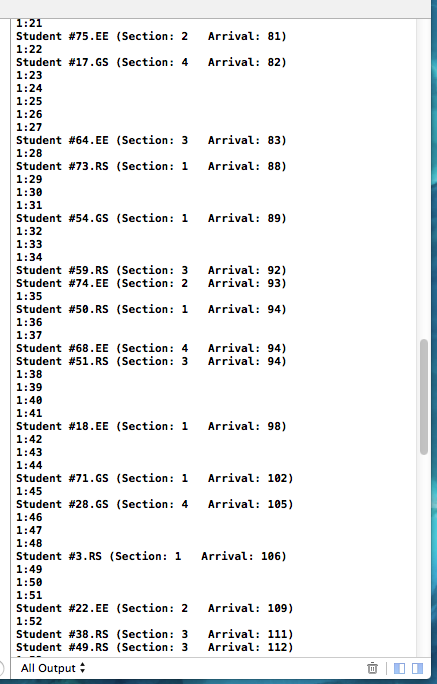 1:21
Student #75.EE (Section: 2   Arrival: 81)
1:22
Student #17.GS (Section: 4   Arrival: 82)
1:23
1:24
1:25
1:26
1:27
Student #64.EE (Section: 3   Arrival: 83)
1:28
Student #73.RS (Section: 1   Arrival: 88)
1:29
1:30
1:31
Student #54.GS (Section: 1   Arrival: 89)
1:32
1:33
1:34
Student #59.RS (Section: 3   Arrival: 92)
Student #74.EE (Section: 2   Arrival: 93)
1:35
Student #50.RS (Section: 1   Arrival: 94)
1:36
1:37
Student #68.EE (Section: 4   Arrival: 94)
Student #51.RS (Section: 3   Arrival: 94)
1:38
1:39
1:40
1:41
Student #18.EE (Section: 1   Arrival: 98)
1:42
1:43
1:44
Student #71.GS (Section: 1   Arrival: 102)
1:45
Student #28.GS (Section: 4   Arrival: 105)
1:46
1:47
1:48
Student #3.RS (Section: 1   Arrival: 106)
1:49
1:50
1:51
Student #22.EE (Section: 2   Arrival: 109)
1:52
Student #38.RS (Section: 3   Arrival: 111)
Student #49.RS (Section: 3   Arrival: 112)
All Output